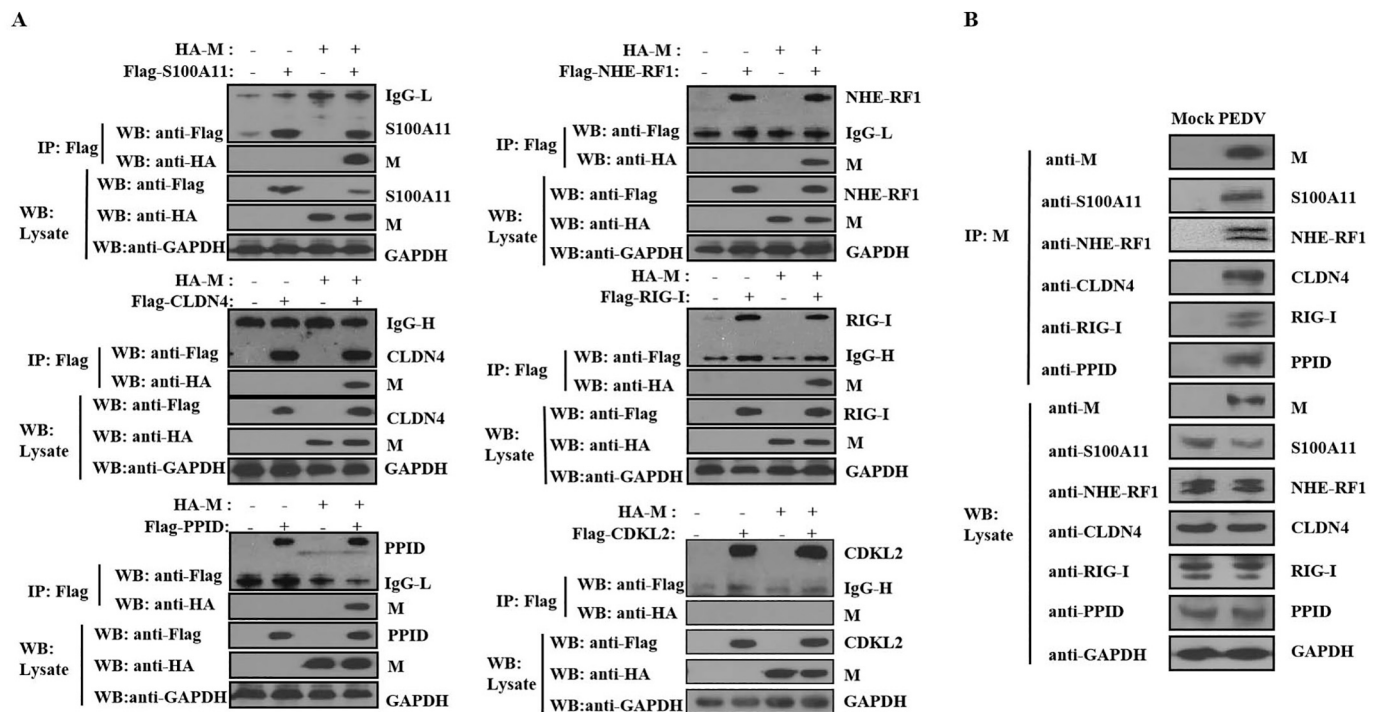 A
HA-M : - - + +
Flag-S100A11: - + - +
IgG-L
IP: Flag
WB: anti-Flag
S100A11
WB: anti-HA
M
WB: Lysate
WB: anti-Flag
S100A11
WB: anti-HA
M
WB:anti-GAPDH
GAPDH
HA-M : - - + +
Flag-CLDN4: - + - +
IgG-H
IP: Flag
WB: anti-Flag
CLDN4
WB: anti-HA
M
WB: Lysate
WB: anti-Flag
CLDN4
WB: anti-HA
M
WB:anti-GAPDH
GAPDH
HA-M : - - + +
Flag-PPID: - + - +
PPID
IP: Flag
WB: anti-Flag
IgG-L
WB: anti-HA
M
WB: Lysate
WB: anti-Flag
PPID
WB: anti-HA
M
WB:anti-GAPDH
GAPDH
HA-M : - - + +
Flag-NHE-RF1: - + - +
NHE-RF1
IP: Flag
WB: anti-Flag
IgG-L
WB: anti-HA
M
WB: Lysate
WB: anti-Flag
NHE-RF1
WB: anti-HA
M
WB:anti-GAPDH
GAPDH
HA-M : - - + +
Flag-RIG-I: - + - +
RIG-I
IP: Flag
WB: anti-Flag
IgG-H
WB: anti-HA
M
WB: Lysate
WB: anti-Flag
RIG-I
WB: anti-HA
M
WB:anti-GAPDH
GAPDH
HA-M : - - + +
Flag-CDKL2: - + - +
CDKL2
IP: Flag
WB: anti-Flag
IgG-H
WB: anti-HA
M
WB: Lysate
WB: anti-Flag
CDKL2
WB: anti-HA
M
WB:anti-GAPDH
GAPDH
B
Mock PEDV
IP: M
anti-M M
anti-S100A11 S100A11
anti-NHE-RF1 NHE-RF1
anti-CLDN4 CLDN4
anti-RIG-I RIG-I
anti-PPID PPID
WB: Lysate
anti-M M
anti-S100A11 S100A11
anti-NHE-RF1 NHE-RF1
anti-CLDN4 CLDN4
anti-RIG-I RIG-I
anti-PPID PPID
anti-GAPDH GAPDH